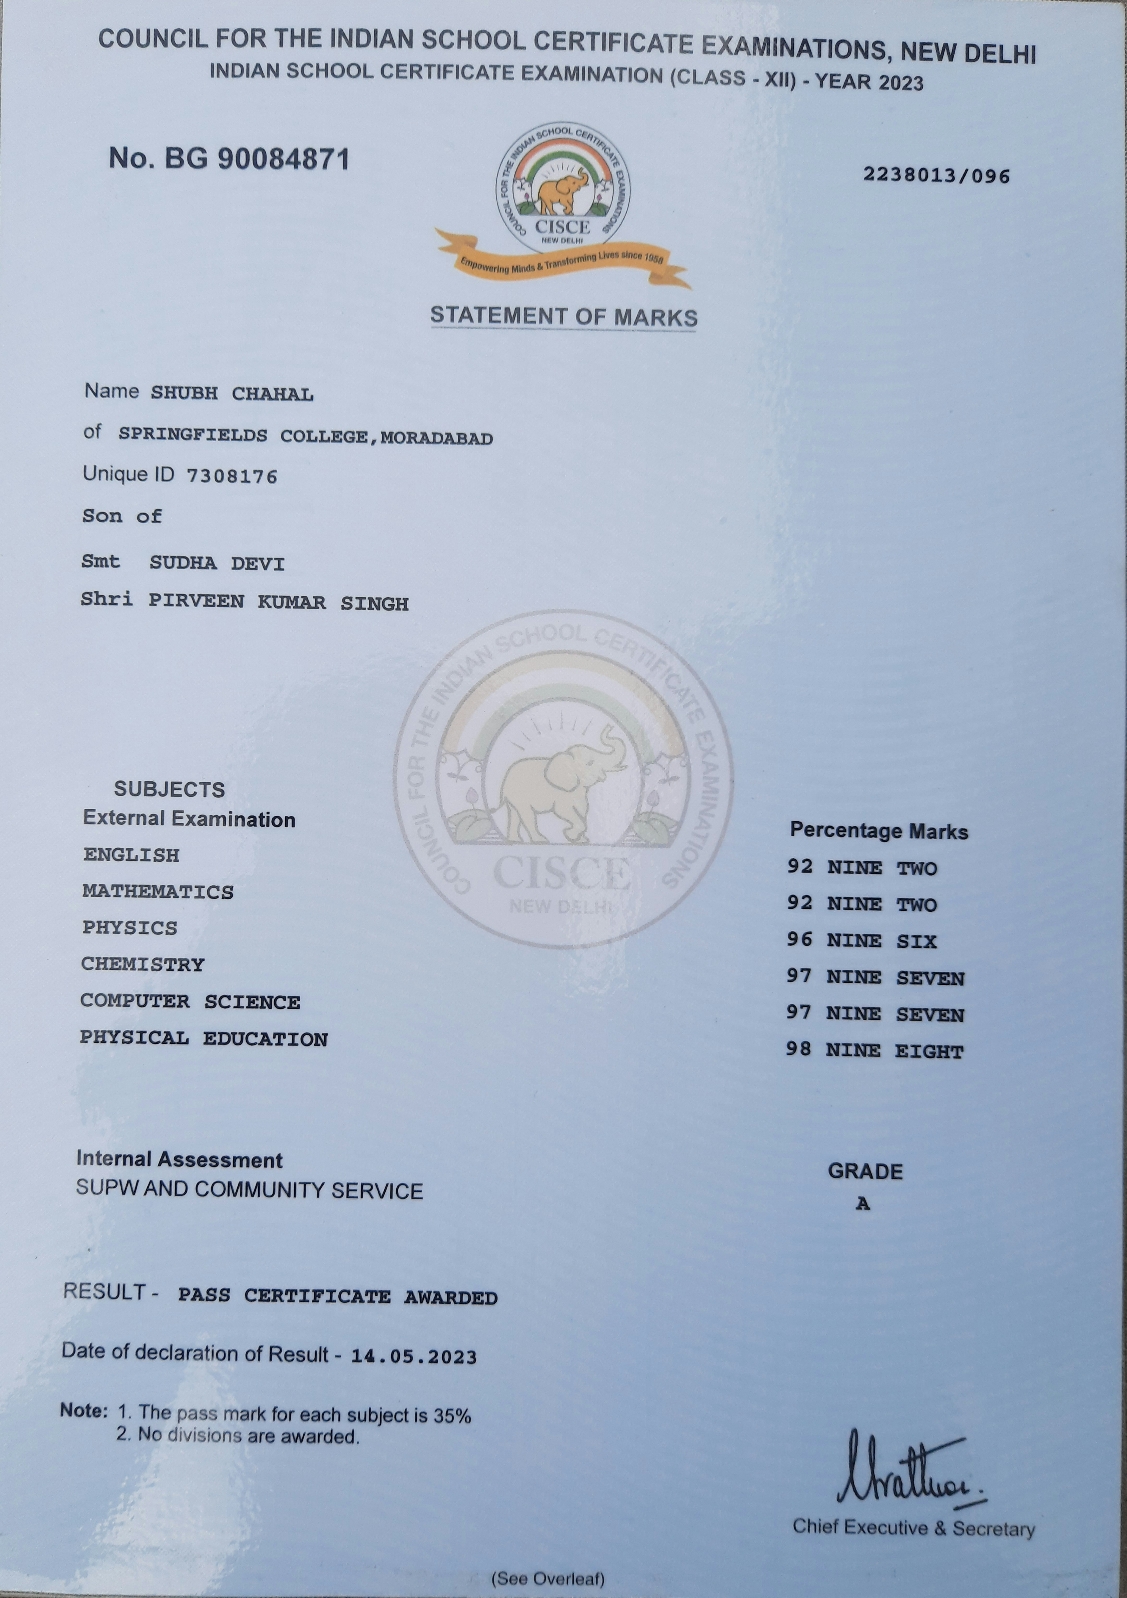 COUNCIL FOR THE INDIAN SCHOOL CERTIFICATE EXAMINATIONS, NEW DELHI
INDIAN SCHOOL CERTIFICATE EXAMINATION (CLASS - XII) - YEAR 2023
No. BG 90084871
2238013/096
COUNCIL FOR THE INDIAN SCHOOL CERTIFICATE EXAMINATIONS
CISCE
NEW DELHI
Empowering Minds & Transforming Lives since 1958
STATEMENT OF MARKS
Name SHUBH CHAHAL
of SPRINGFIELDS COLLEGE,MORADABAD
Unique ID 7308176
Son of
Smt SUDHA DEVI
Shri PIRVEEN KUMAR SINGH
COUNCIL FOR THE INDIAN SCHOOL CERTIFICATE EXAMINATIONS
CISCE
NEW DELHI
SUBJECTS
External Examination Percentage Marks
ENGLISH 92 NINE TWO
MATHEMATICS 92 NINE TWO
PHYSICS 96 NINE SIX
CHEMISTRY 97 NINE SEVEN
COMPUTER SCIENCE 97 NINE SEVEN
PHYSICAL EDUCATION 98 NINE EIGHT
Internal Assessment GRADE
SUPW AND COMMUNITY SERVICE A
RESULT - PASS CERTIFICATE AWARDED
Date of declaration of Result - 14.05.2023
Note: 1. The pass mark for each subject is 35%
2. No divisions are awarded.
Chief Executive & Secretary
(See Overleaf)